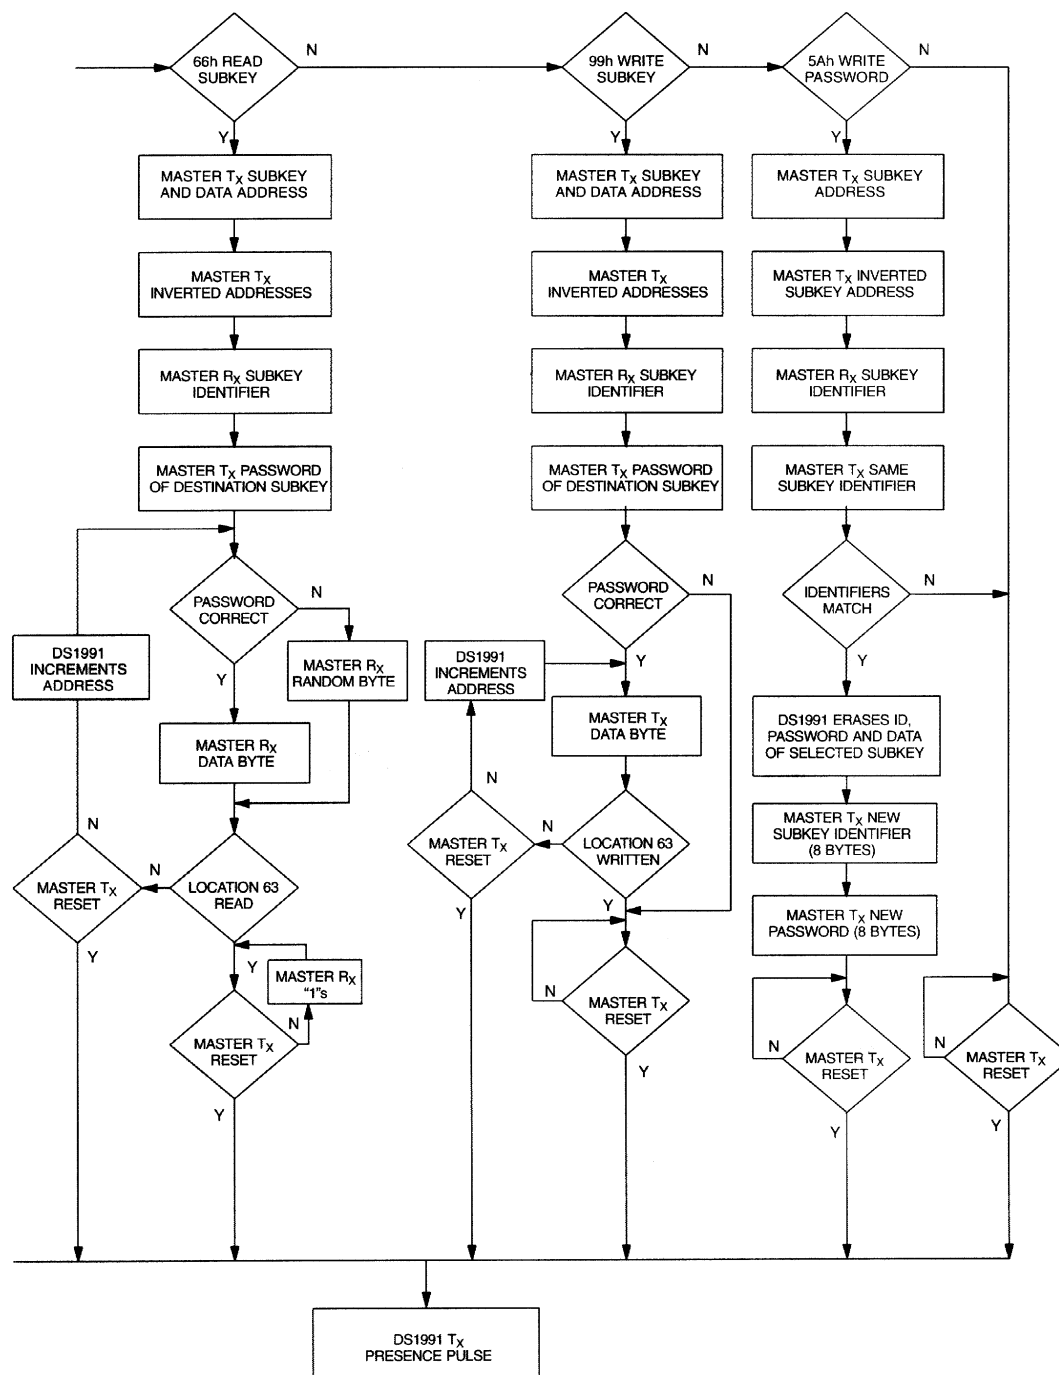 66h READ
SUBKEY
N
Y
99h WRITE
SUBKEY
N
Y
5Ah WRITE
PASSWORD
N
Y
MASTER TX SUBKEY
AND DATA ADDRESS
MASTER TX
INVERTED ADDRESSES
MASTER RX SUBKEY
IDENTIFIER
MASTER TX PASSWORD
OF DESTINATION SUBKEY
PASSWORD
CORRECT
N
Y
DS1991
INCREMENTS
ADDRESS
MASTER RX
RANDOM BYTE
MASTER RX
DATA BYTE
N
MASTER TX
RESET
Y
N
LOCATION 63
READ
Y
MASTER RX
"1"s
N
MASTER TX
RESET
Y
MASTER TX SUBKEY
AND DATA ADDRESS
MASTER TX
INVERTED ADDRESSES
MASTER RX SUBKEY
IDENTIFIER
MASTER TX PASSWORD
OF DESTINATION SUBKEY
PASSWORD
CORRECT
N
Y
DS1991
INCREMENTS
ADDRESS
MASTER TX
DATA BYTE
N
MASTER TX
RESET
Y
N
LOCATION 63
WRITTEN
Y
N
MASTER TX
RESET
Y
MASTER TX SUBKEY
ADDRESS
MASTER TX INVERTED
SUBKEY ADDRESS
MASTER RX SUBKEY
IDENTIFIER
MASTER TX SAME
SUBKEY IDENTIFIER
IDENTIFIERS
MATCH
N
Y
DS1991 ERASES ID,
PASSWORD AND DATA
OF SELECTED SUBKEY
MASTER TX NEW
SUBKEY IDENTIFIER
(8 BYTES)
MASTER TX NEW
PASSWORD (8 BYTES)
N
MASTER TX
RESET
Y
N
MASTER TX
RESET
Y
DS1991 TX
PRESENCE PULSE